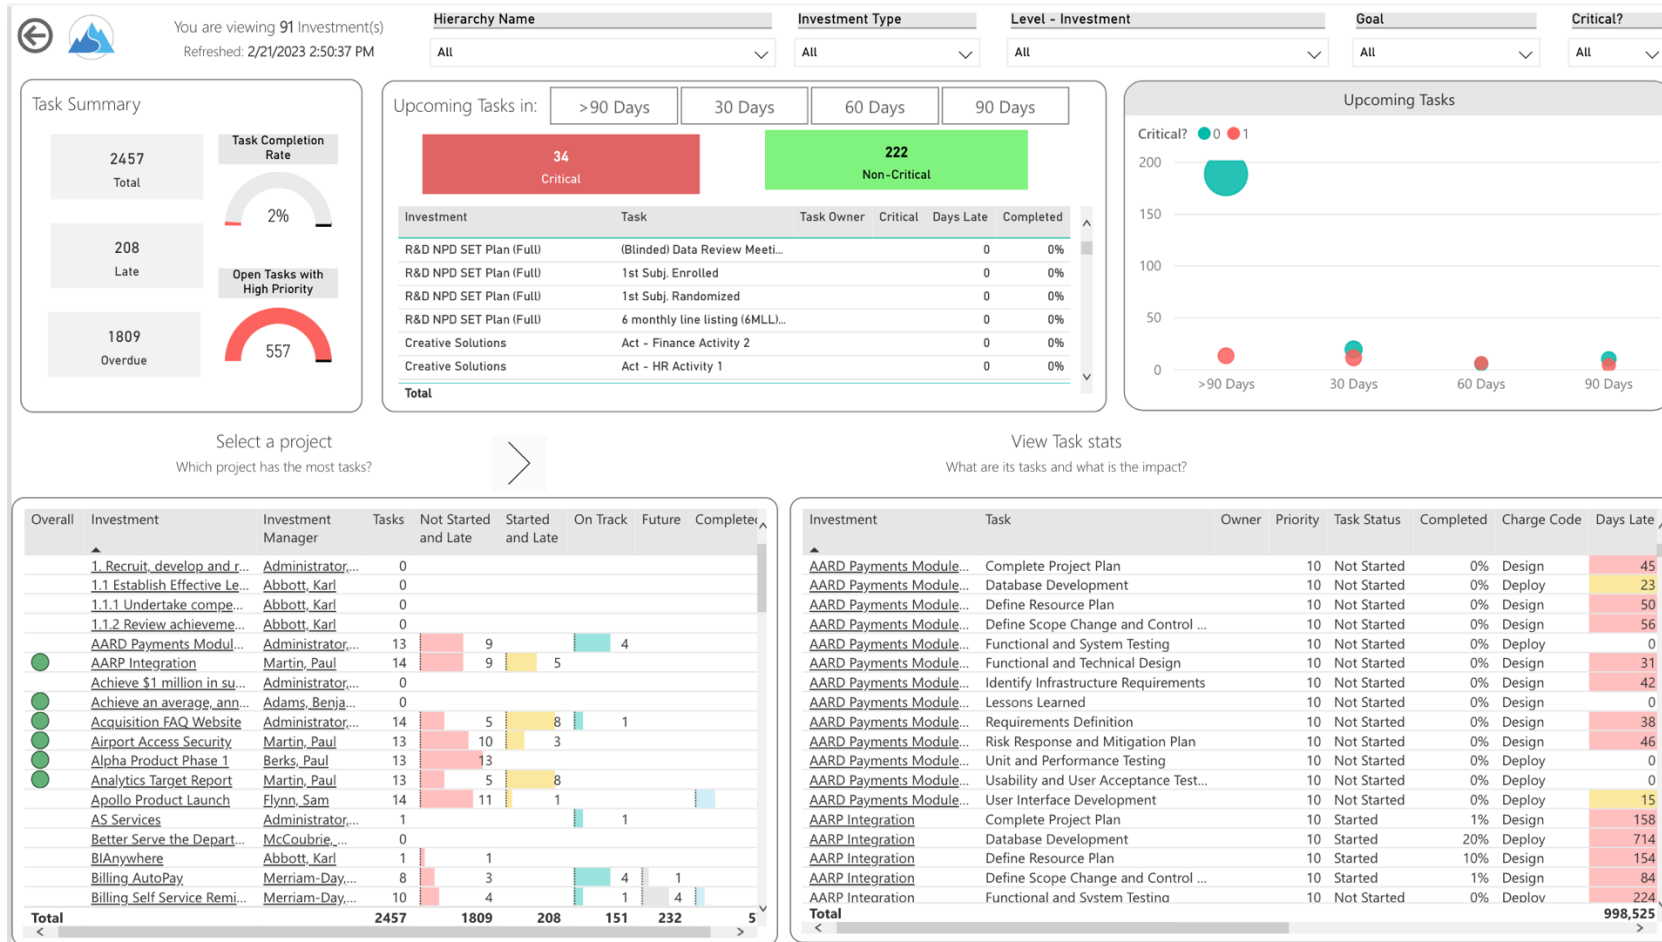 You are viewing 91 Investment(s)
Refreshed: 2/21/2023 2:50:37 PM
Hierarchy Name
All
Investment Type
All
Level - Investment
All
Goal
All
Critical?
All
Task Summary
2457
Total
208
Late
1809
Overdue
Task Completion
Rate
2%
Open Tasks with
High Priority
557
Upcoming Tasks in:
>90 Days
30 Days
60 Days
90 Days
34
Critical
222
Non-Critical
Investment Task Task Owner Critical Days Late Completed
R&D NPD SET Plan (Full) (Blinded) Data Review Meeti... 0 0%
R&D NPD SET Plan (Full) 1st Subj. Enrolled 0 0%
R&D NPD SET Plan (Full) 1st Subj. Randomized 0 0%
R&D NPD SET Plan (Full) 6 monthly line listing (6MLL)... 0 0%
Creative Solutions Act - Finance Activity 2 0 0%
Creative Solutions Act - HR Activity 1 0 0%
Total
Upcoming Tasks
Critical? 0 1
200
150
100
50
0
>90 Days 30 Days 60 Days 90 Days
Select a project
Which project has the most tasks?
View Task stats
What are its tasks and what is the impact?
Overall Investment Investment Manager Tasks Not Started and Late Started and Late On Track Future Completed
1. Recruit, develop and r... Administrator,... 0
1.1 Establish Effective Le... Abbott, Karl 0
1.1.1 Undertake compe... Abbott, Karl 0
1.1.2 Review achieveme... Abbott, Karl 0
AARD Payments Modul... Administrator,... 13 9 4
AARP Integration Martin, Paul 14 9 5
Achieve $1 million in su... Administrator,... 0
Achieve an average, ann... Adams, Benja... 0
Acquisition FAQ Website Administrator,... 14 5 8 1
Airport Access Security Martin, Paul 13 10 3
Alpha Product Phase 1 Berks, Paul 13 13
Analytics Target Report Martin, Paul 13 5 8
Apollo Product Launch Flynn, Sam 14 11 1
AS Services Administrator,... 1 1
Better Serve the Depart... McCoubrie, ... 0
BIAnywhere Abbott, Karl 1 1
Billing AutoPay Merriam-Day,... 8 3 4 1
Billing Self Service Remi... Merriam-Day,... 10 4 1 4
Total 2457 1809 208 151 232 5
Investment Task Owner Priority Task Status Completed Charge Code Days Late
AARD Payments Module... Complete Project Plan 10 Not Started 0% Design 45
AARD Payments Module... Database Development 10 Not Started 0% Deploy 23
AARD Payments Module... Define Resource Plan 10 Not Started 0% Design 50
AARD Payments Module... Define Scope Change and Control ... 10 Not Started 0% Design 56
AARD Payments Module... Functional and System Testing 10 Not Started 0% Deploy 0
AARD Payments Module... Functional and Technical Design 10 Not Started 0% Design 31
AARD Payments Module... Identify Infrastructure Requirements 10 Not Started 0% Design 42
AARD Payments Module... Lessons Learned 10 Not Started 0% Design 0
AARD Payments Module... Requirements Definition 10 Not Started 0% Design 38
AARD Payments Module... Risk Response and Mitigation Plan 10 Not Started 0% Design 46
AARD Payments Module... Unit and Performance Testing 10 Not Started 0% Deploy 0
AARD Payments Module... Usability and User Acceptance Test... 10 Not Started 0% Deploy 0
AARD Payments Module... User Interface Development 10 Not Started 0% Deploy 15
AARP Integration Complete Project Plan 10 Started 1% Design 158
AARP Integration Database Development 10 Started 20% Deploy 714
AARP Integration Define Resource Plan 10 Started 10% Design 154
AARP Integration Define Scope Change and Control ... 10 Started 1% Design 84
AARP Integration Functional and System Testing 10 Not Started 0% Deploy 224
Total 998,525